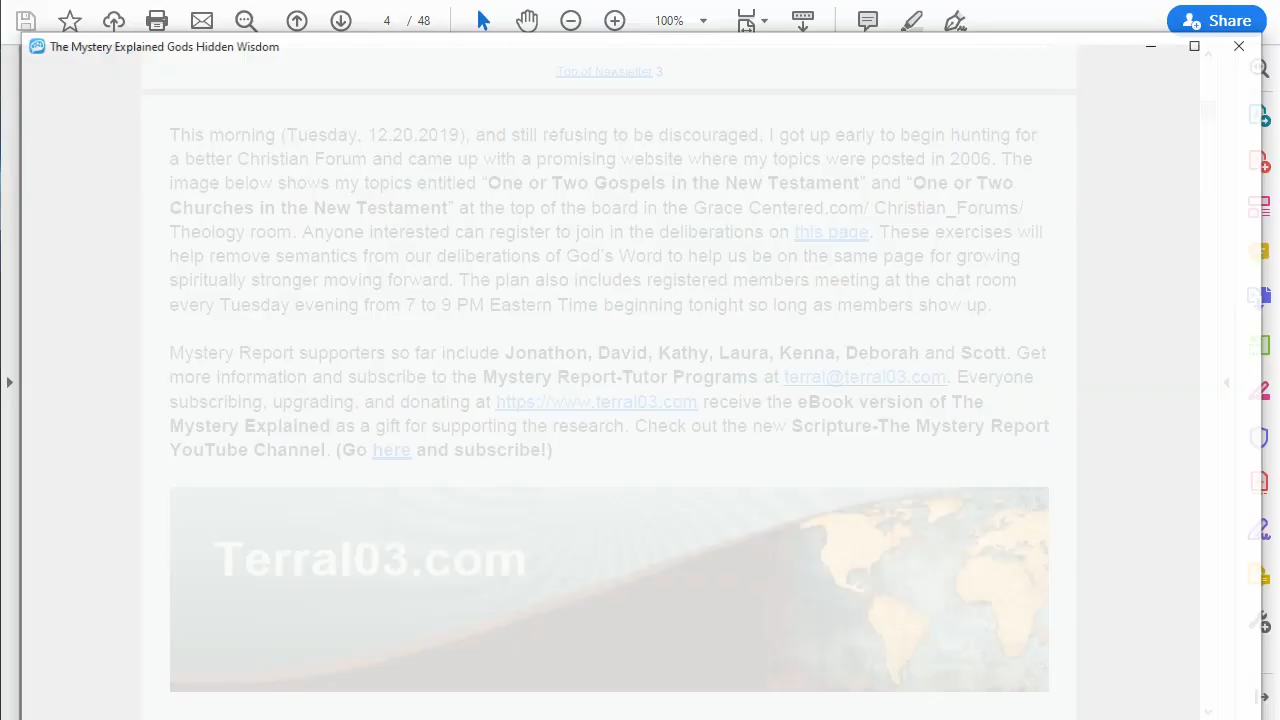 4 / 48
100%
Share
The Mystery Explained Gods Hidden Wisdom
Top of Newsletter 3
This morning (Tuesday, 12.20.2019), and still refusing to be discouraged, I got up early to begin hunting for
a better Christian Forum and came up with a promising website where my topics were posted in 2006. The
image below shows my topics entitled “One or Two Gospels in the New Testament” and “One or Two
Churches in the New Testament” at the top of the board in the Grace Centered.com/ Christian_Forums/
Theology room. Anyone interested can register to join in the deliberations on this page. These exercises will
help remove semantics from our deliberations of God’s Word to help us be on the same page for growing
spiritually stronger moving forward. The plan also includes registered members meeting at the chat room
every Tuesday evening from 7 to 9 PM Eastern Time beginning tonight so long as members show up.
Mystery Report supporters so far include Jonathon, David, Kathy, Laura, Kenna, Deborah and Scott. Get
more information and subscribe to the Mystery Report-Tutor Programs at terral@terral03.com. Everyone
subscribing, upgrading, and donating at https://www.terral03.com receive the eBook version of The
Mystery Explained as a gift for supporting the research. Check out the new Scripture-The Mystery Report
YouTube Channel. (Go here and subscribe!)
Terral03.com